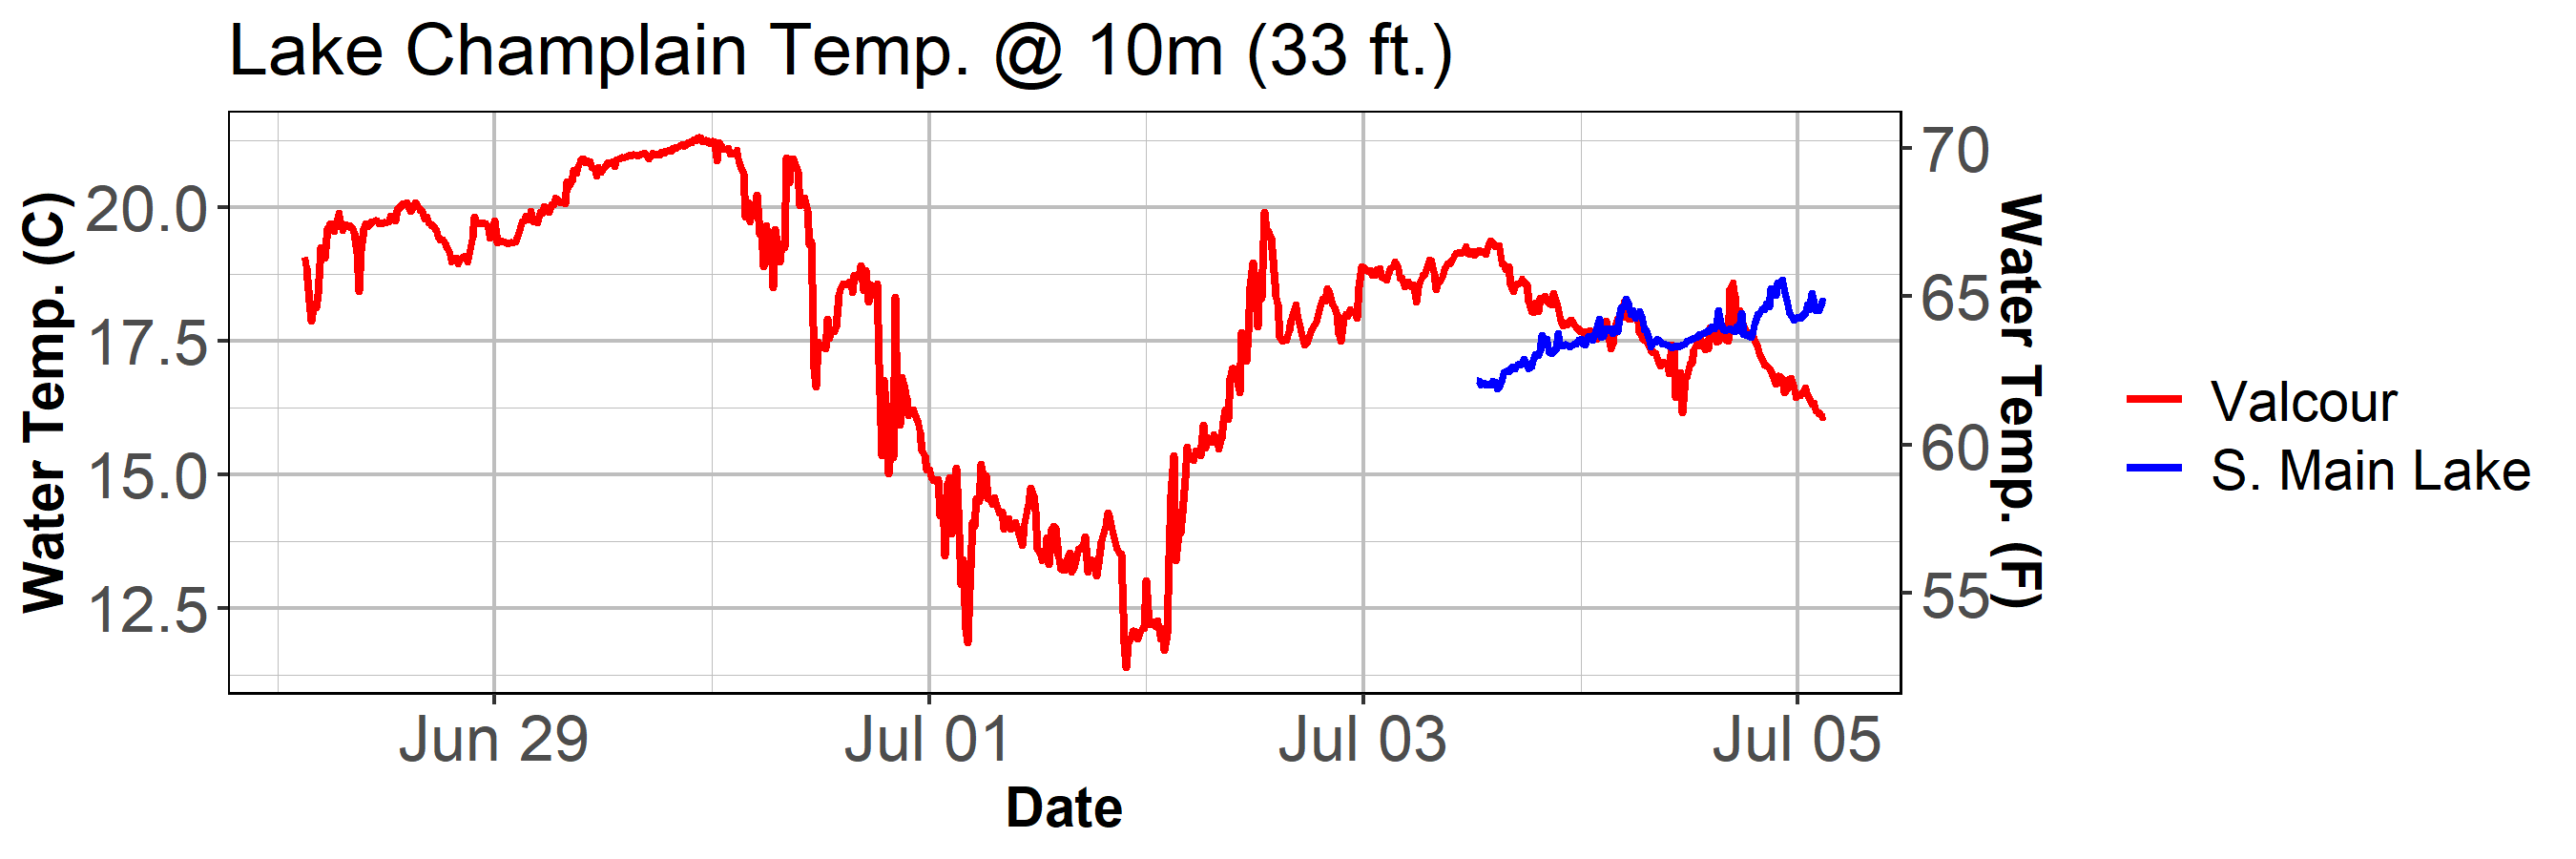 Lake Champlain Temp. @ 10m (33 ft.)
Water Temp. (C)
20.0
17.5
15.0
12.5
70
65
60
55
Water Temp. (F)
Jun 29
Jul 01
Jul 03
Jul 05
Date
Valcour
S. Main Lake